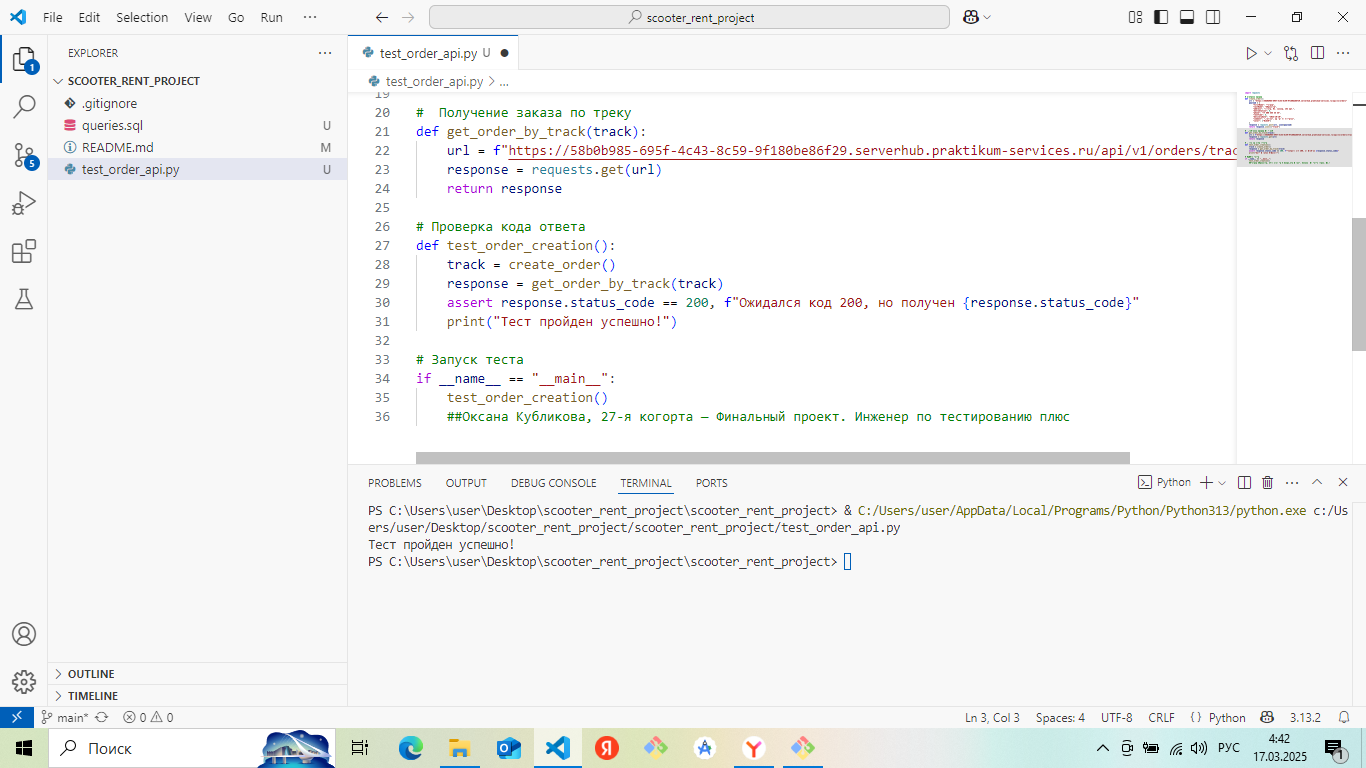 File Edit Selection View Go Run ···
scooter_rent_project
EXPLORER
SCOOTER_RENT_PROJECT
.gitignore
queries.sql U
README.md M
test_order_api.py U
OUTLINE
TIMELINE
1
5
test_order_api.py U
test_order_api.py > ...
19
20 #  Получение заказа по треку
21 def get_order_by_track(track):
22 url = f"https://58b0b985-695f-4c43-8c59-9f180be86f29.serverhub.praktikum-services.ru/api/v1/orders/trac
23 response = requests.get(url)
24 return response
25
26 # Проверка кода ответа
27 def test_order_creation():
28 track = create_order()
29 response = get_order_by_track(track)
30 assert response.status_code == 200, f"Ожидался код 200, но получен {response.status_code}"
31 print("Тест пройден успешно!")
32
33 # Запуск теста
34 if __name__ == "__main__":
35 test_order_creation()
36 ##Оксана Кубликова, 27-я когорта — Финальный проект. Инженер по тестированию плюс
PROBLEMS OUTPUT DEBUG CONSOLE TERMINAL PORTS
Python
PS C:\Users\user\Desktop\scooter_rent_project\scooter_rent_project> & C:/Users/user/AppData/Local/Programs/Python/Python313/python.exe c:/Us
ers/user/Desktop/scooter_rent_project/scooter_rent_project/test_order_api.py
Тест пройден успешно!
PS C:\Users\user\Desktop\scooter_rent_project\scooter_rent_project>
main* 0 0
Ln 3, Col 3 Spaces: 4 UTF-8 CRLF {} Python 3.13.2
Поиск
Я
Y
РУС
4:42
17.03.2025
1